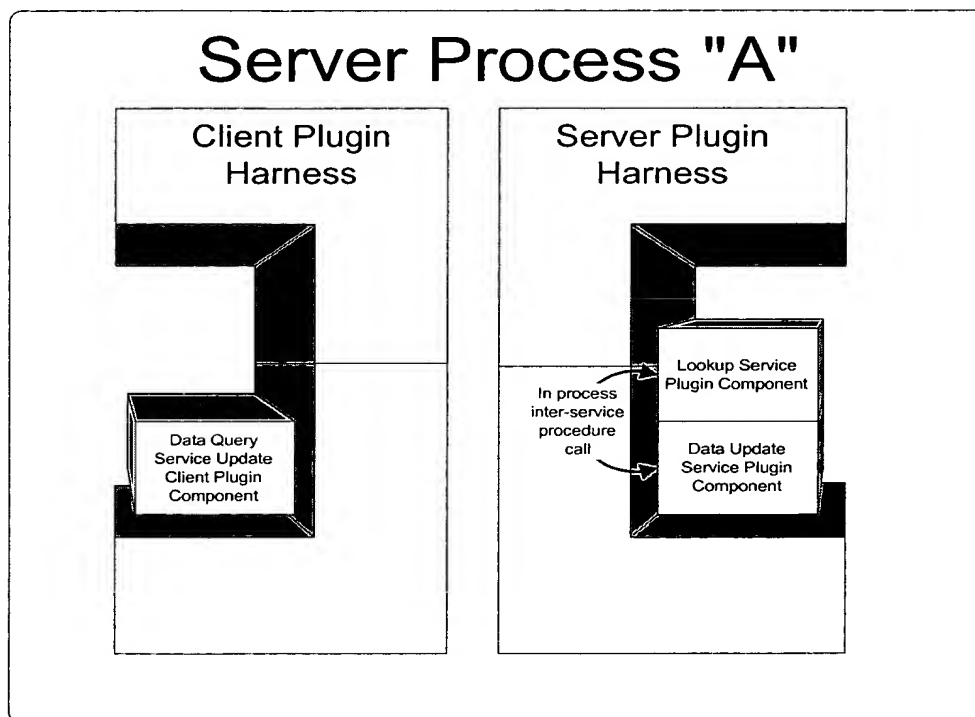 Server Process "A"
Client Plugin
Harness
Server Plugin
Harness
Data Query
Service Update
Client Plugin
Component
In process
inter-service
procedure
call
Lookup Service
Plugin Component
Data Update
Service Plugin
Component